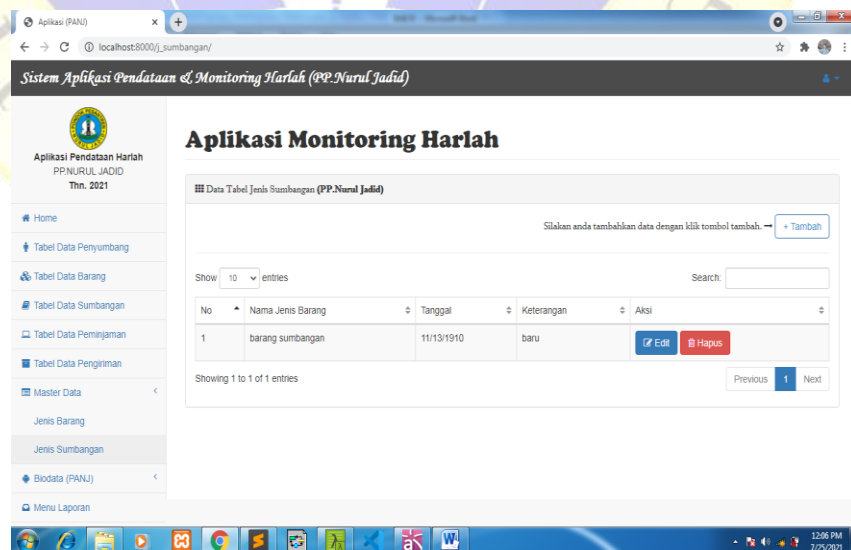 Aplikasi (PANJ)
localhost:8000/j_sumbangan/
Sistem Aplikasi Pendataan & Monitoring Harlah (PP.Nurul Jadid)
Aplikasi Pendataan Harlah
PP.NURUL JADID
Thn. 2021
Home
Tabel Data Penyumbang
Tabel Data Barang
Tabel Data Sumbangan
Tabel Data Peminjaman
Tabel Data Pengiriman
Master Data
Jenis Barang
Jenis Sumbangan
Biodata (PANJ)
Menu Laporan
Aplikasi Monitoring Harlah
Data Tabel Jenis Sumbangan (PP.Nurul Jadid)
Silakan anda tambahkan data dengan klik tombol tambah. → + Tambah
Show 10 entries Search:
No Nama Jenis Barang Tanggal Keterangan Aksi
1 barang sumbangan 11/13/1910 baru Edit Hapus
Showing 1 to 1 of 1 entries Previous 1 Next
12:06 PM
7/25/2021